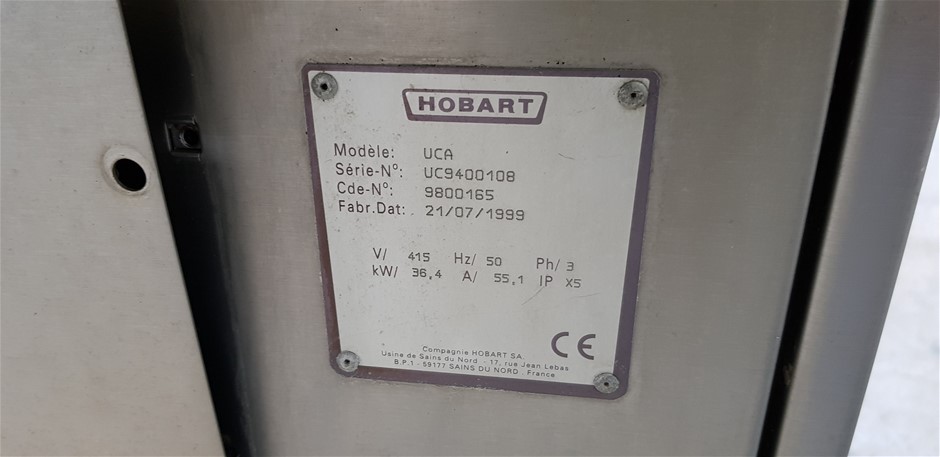 HOBART
Modèle: UCA
Série-N°: UC9400108
Cde-N°: 9800165
Fabr.Dat: 21/07/1999
V/ 415 Hz/ 50 Ph/ 3
kW/ 36,4 A/ 55,1 IP X5
CE
Compagnie HOBART SA
Usine de Sains du Nord - 17, rue Jean Lebas
B.P.1 - 59177 SAINS DU NORD - France